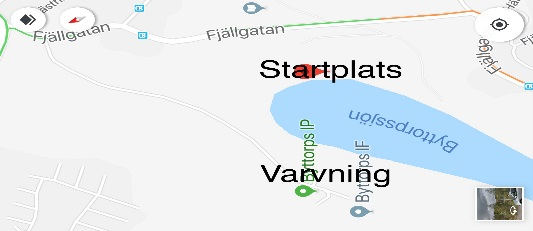 Fjällgatan
Fjällgatan
Startplats
Byttorpssjön
Byttorps IP
Byttorps IF
Varvning